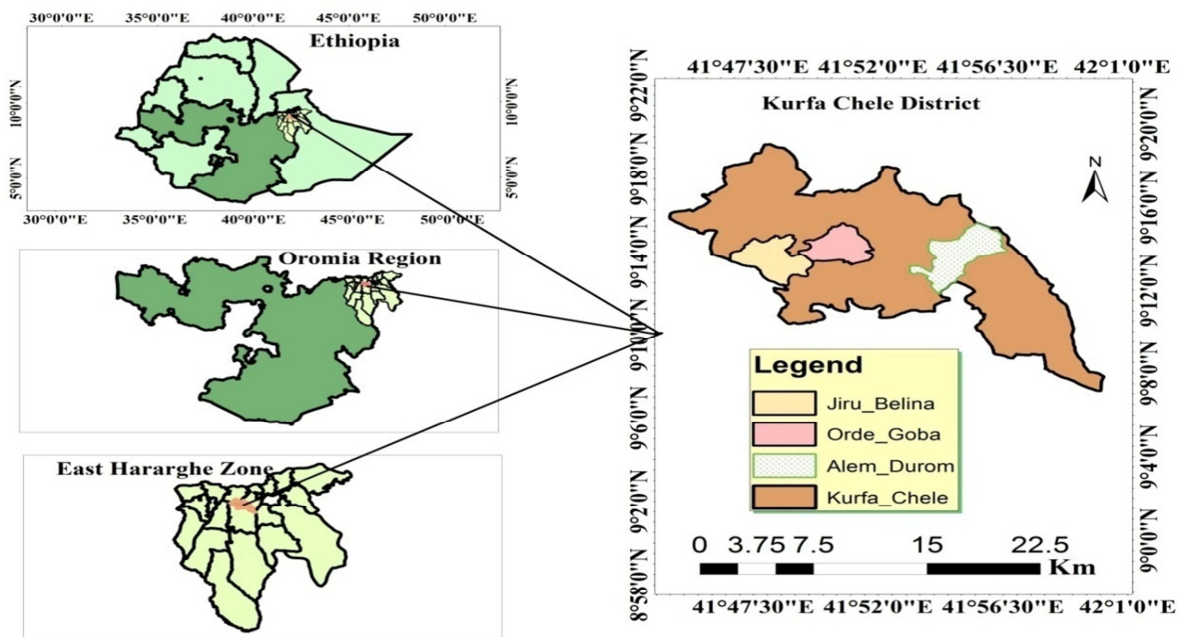 30°0'0"E 35°0'0"E 40°0'0"E 45°0'0"E 50°0'0"E
Ethiopia
10°0'0"N
5°0'0"N
10°0'0"N
5°0'0"N
30°0'0"E 35°0'0"E 40°0'0"E 45°0'0"E 50°0'0"E
Oromia Region
East Hararghe Zone
41°47'30"E 41°52'0"E 41°56'30"E 42°1'0"E
Kurfa Chele District
N
9°22'0"N
9°18'0"N
9°14'0"N
9°10'0"N
9°6'0"N
9°2'0"N
8°58'0"N
9°20'0"N
9°16'0"N
9°12'0"N
9°8'0"N
9°4'0"N
9°0'0"N
Legend
Jiru_Belina
Orde_Goba
Alem_Durom
Kurfa_Chele
0 3.75 7.5 15 22.5
Km
41°47'30"E 41°52'0"E 41°56'30"E 42°1'0"E